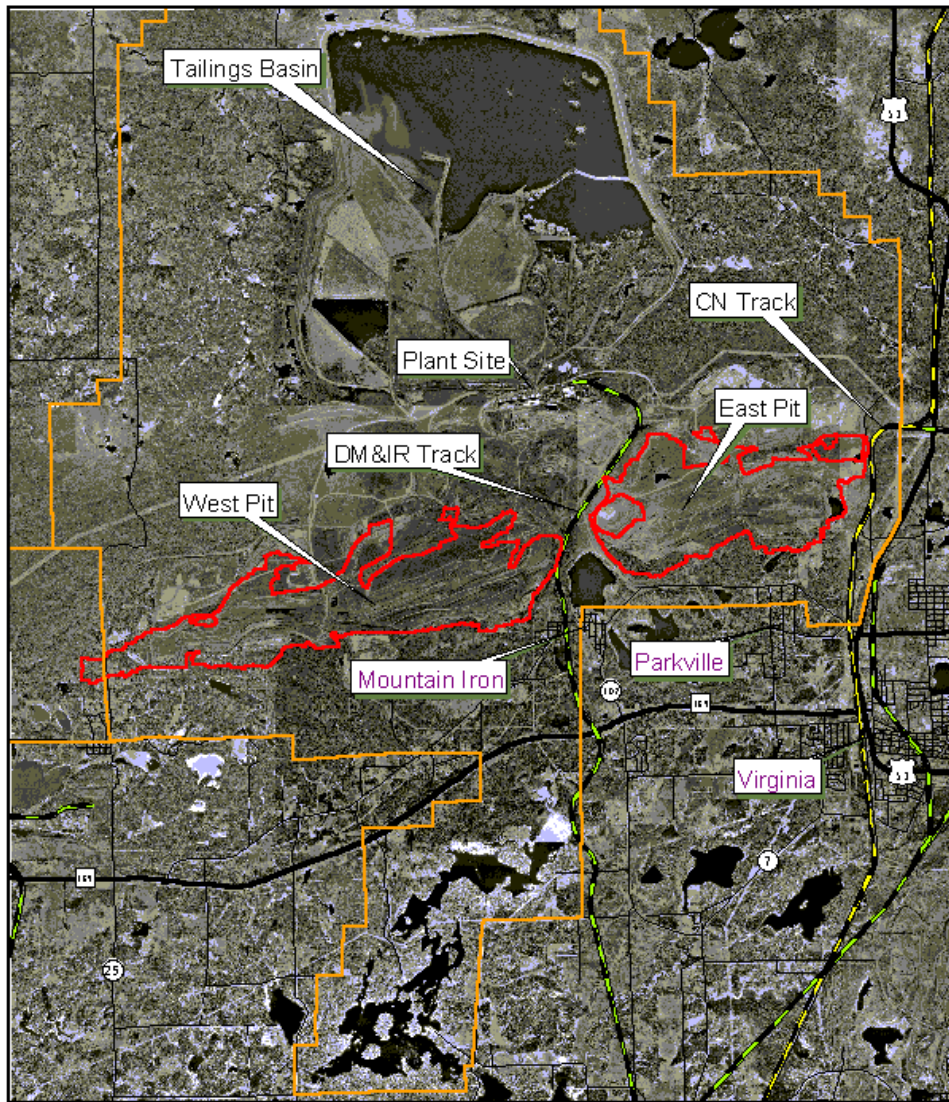 Tailings Basin
53
CN Track
Plant Site
East Pit
DM&IR Track
West Pit
Parkville
Mountain Iron
102
169
Virginia
53
7
169
25